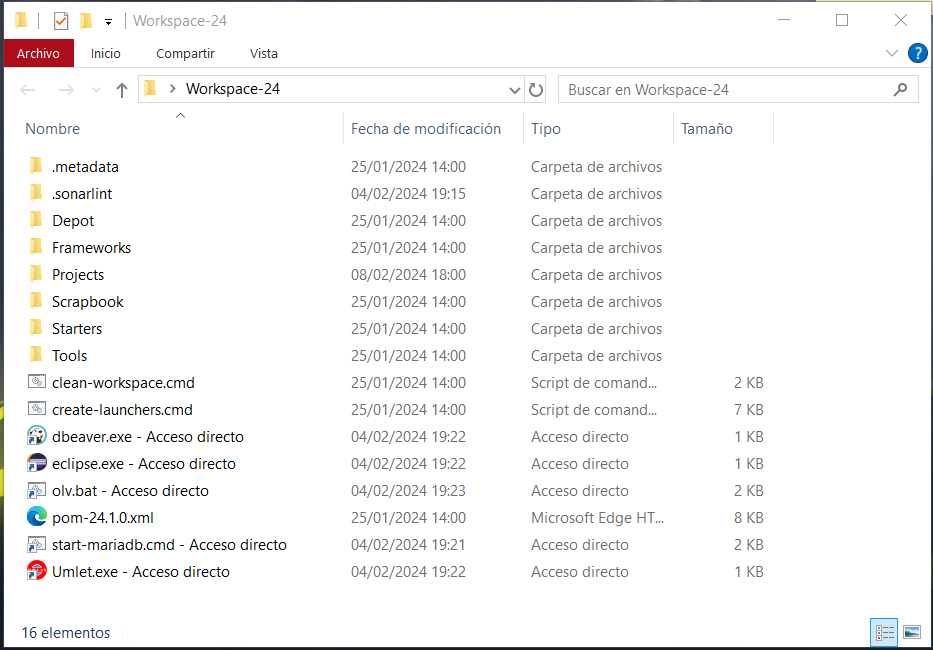 Workspace-24
Archivo Inicio Compartir Vista ?
Workspace-24 Buscar en Workspace-24
Nombre Fecha de modificación Tipo Tamaño
.metadata 25/01/2024 14:00 Carpeta de archivos
.sonarlint 04/02/2024 19:15 Carpeta de archivos
Depot 25/01/2024 14:00 Carpeta de archivos
Frameworks 25/01/2024 14:00 Carpeta de archivos
Projects 08/02/2024 18:00 Carpeta de archivos
Scrapbook 25/01/2024 14:00 Carpeta de archivos
Starters 25/01/2024 14:00 Carpeta de archivos
Tools 25/01/2024 14:00 Carpeta de archivos
clean-workspace.cmd 25/01/2024 14:00 Script de comand... 2 KB
create-launchers.cmd 25/01/2024 14:00 Script de comand... 7 KB
dbeaver.exe - Acceso directo 04/02/2024 19:22 Acceso directo 1 KB
eclipse.exe - Acceso directo 04/02/2024 19:22 Acceso directo 1 KB
olv.bat - Acceso directo 04/02/2024 19:23 Acceso directo 2 KB
pom-24.1.0.xml 25/01/2024 14:00 Microsoft Edge HT... 8 KB
start-mariadb.cmd - Acceso directo 04/02/2024 19:21 Acceso directo 2 KB
Umlet.exe - Acceso directo 04/02/2024 19:22 Acceso directo 1 KB
16 elementos